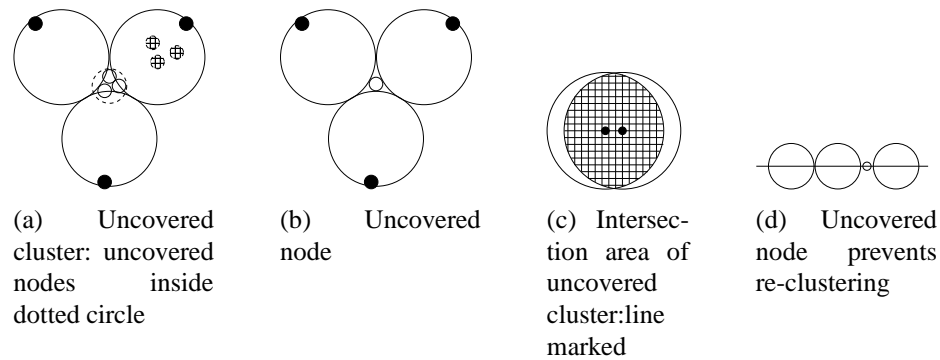 (a) Uncovered
cluster: uncovered
nodes inside
dotted circle
(b) Uncovered
node
(c) Intersec-
tion area of
uncovered
cluster:line
marked
(d) Uncovered
node prevents
re-clustering